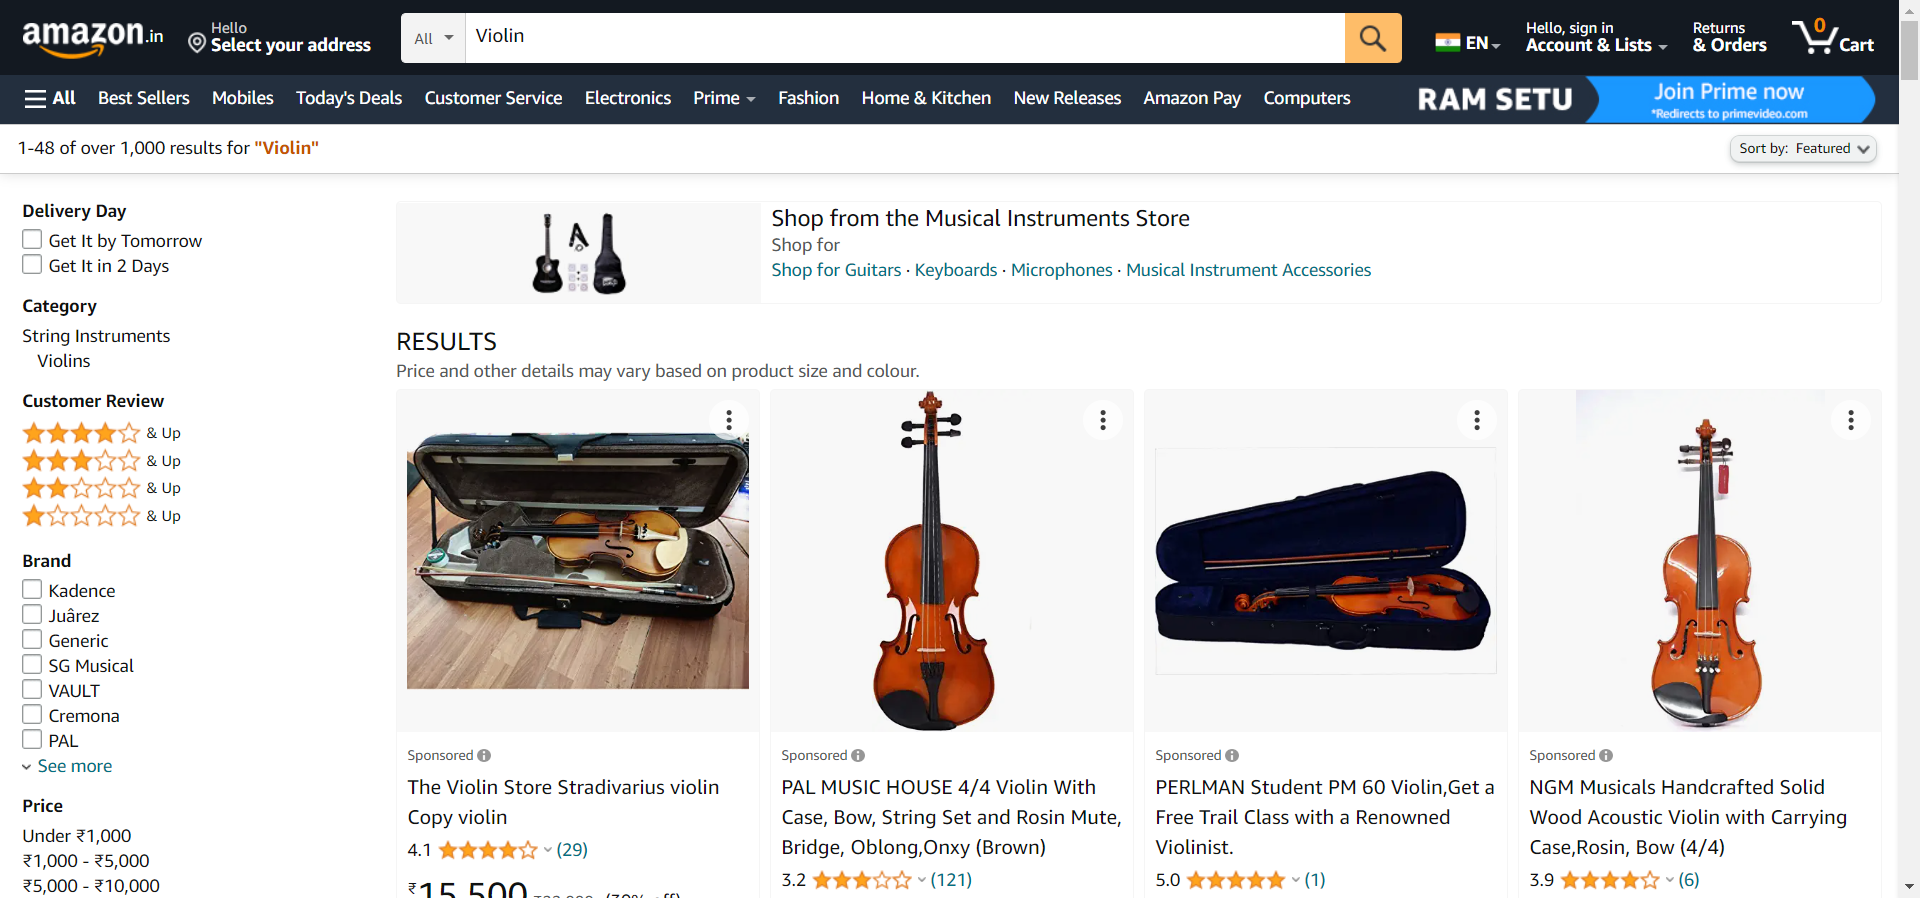 amazon.in
Hello
Select your address
All
Violin
EN
Hello, sign in
Account & Lists
Returns
& Orders
0
Cart
All
Best Sellers
Mobiles
Today's Deals
Customer Service
Electronics
Prime
Fashion
Home & Kitchen
New Releases
Amazon Pay
Computers
RAM SETU
Join Prime now
*Redirects to primevideo.com
1-48 of over 1,000 results for "Violin"
Sort by: Featured
Delivery Day
Get It by Tomorrow
Get It in 2 Days
Category
String Instruments
Violins
Customer Review
& Up
& Up
& Up
& Up
Brand
Kadence
Juârez
Generic
SG Musical
VAULT
Cremona
PAL
See more
Price
Under ₹1,000
₹1,000 - ₹5,000
₹5,000 - ₹10,000
Shop from the Musical Instruments Store
Shop for
Shop for Guitars · Keyboards · Microphones · Musical Instrument Accessories
RESULTS
Price and other details may vary based on product size and colour.
Sponsored
The Violin Store Stradivarius violin
Copy violin
4.1 (29)
₹15,500
Sponsored
PAL MUSIC HOUSE 4/4 Violin With
Case, Bow, String Set and Rosin Mute,
Bridge, Oblong,Onxy (Brown)
3.2 (121)
Sponsored
PERLMAN Student PM 60 Violin,Get a
Free Trail Class with a Renowned
Violinist.
5.0 (1)
Sponsored
NGM Musicals Handcrafted Solid
Wood Acoustic Violin with Carrying
Case,Rosin, Bow (4/4)
3.9 (6)